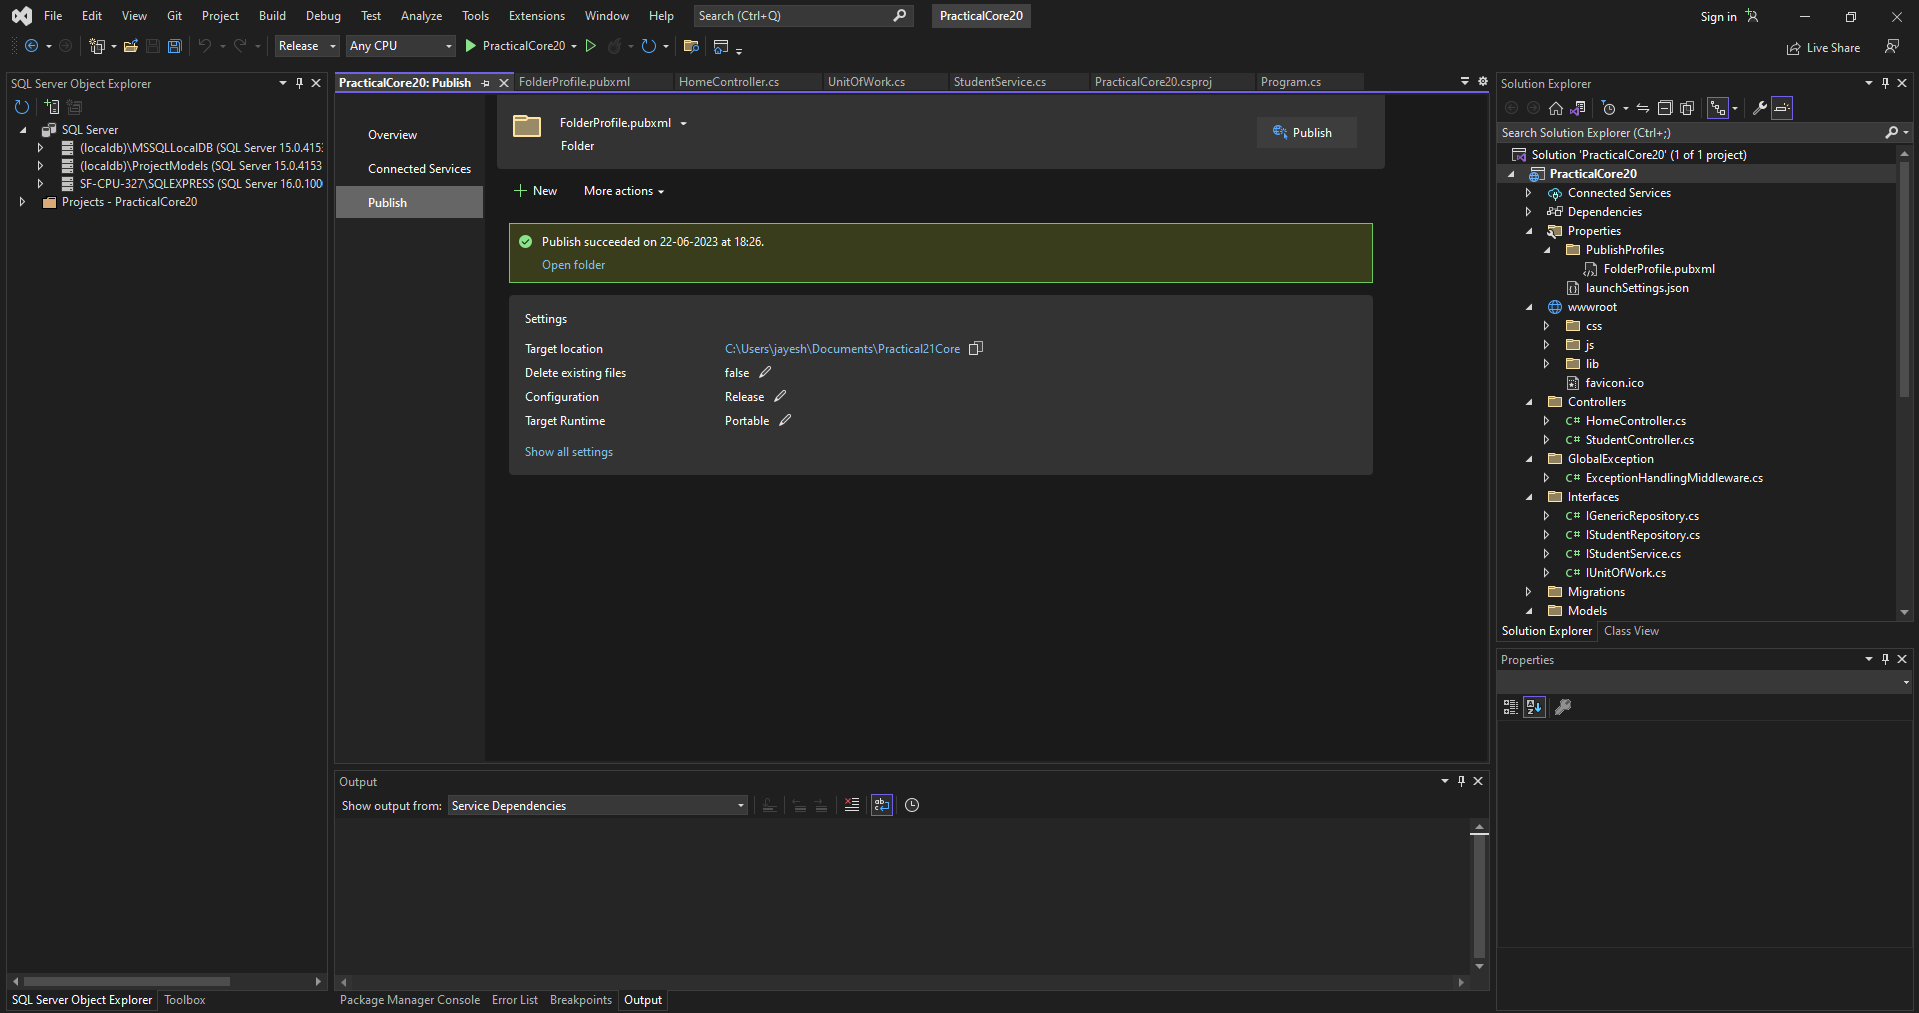 File Edit View Git Project Build Debug Test Analyze Tools Extensions Window Help Search (Ctrl+Q) PracticalCore20 Sign in
Release Any CPU PracticalCore20 Live Share
SQL Server Object Explorer
SQL Server
(localdb)\MSSQLLocalDB (SQL Server 15.0.4153
(localdb)\ProjectModels (SQL Server 15.0.4153
SF-CPU-327\SQLEXPRESS (SQL Server 16.0.100
Projects - PracticalCore20
SQL Server Object Explorer Toolbox
PracticalCore20: Publish FolderProfile.pubxml HomeController.cs UnitOfWork.cs StudentService.cs PracticalCore20.csproj Program.cs
Overview
Connected Services
Publish
FolderProfile.pubxml
Folder
Publish
New More actions
Publish succeeded on 22-06-2023 at 18:26.
Open folder
Settings
Target location C:\Users\jayesh\Documents\Practical21Core
Delete existing files false
Configuration Release
Target Runtime Portable
Show all settings
Output
Show output from: Service Dependencies
Package Manager Console Error List Breakpoints Output
Solution Explorer
Search Solution Explorer (Ctrl+;)
Solution 'PracticalCore20' (1 of 1 project)
PracticalCore20
Connected Services
Dependencies
Properties
PublishProfiles
FolderProfile.pubxml
launchSettings.json
wwwroot
css
js
lib
favicon.ico
Controllers
C# HomeController.cs
C# StudentController.cs
GlobalException
C# ExceptionHandlingMiddleware.cs
Interfaces
C# IGenericRepository.cs
C# IStudentRepository.cs
C# IStudentService.cs
C# IUnitOfWork.cs
Migrations
Models
Solution Explorer Class View
Properties